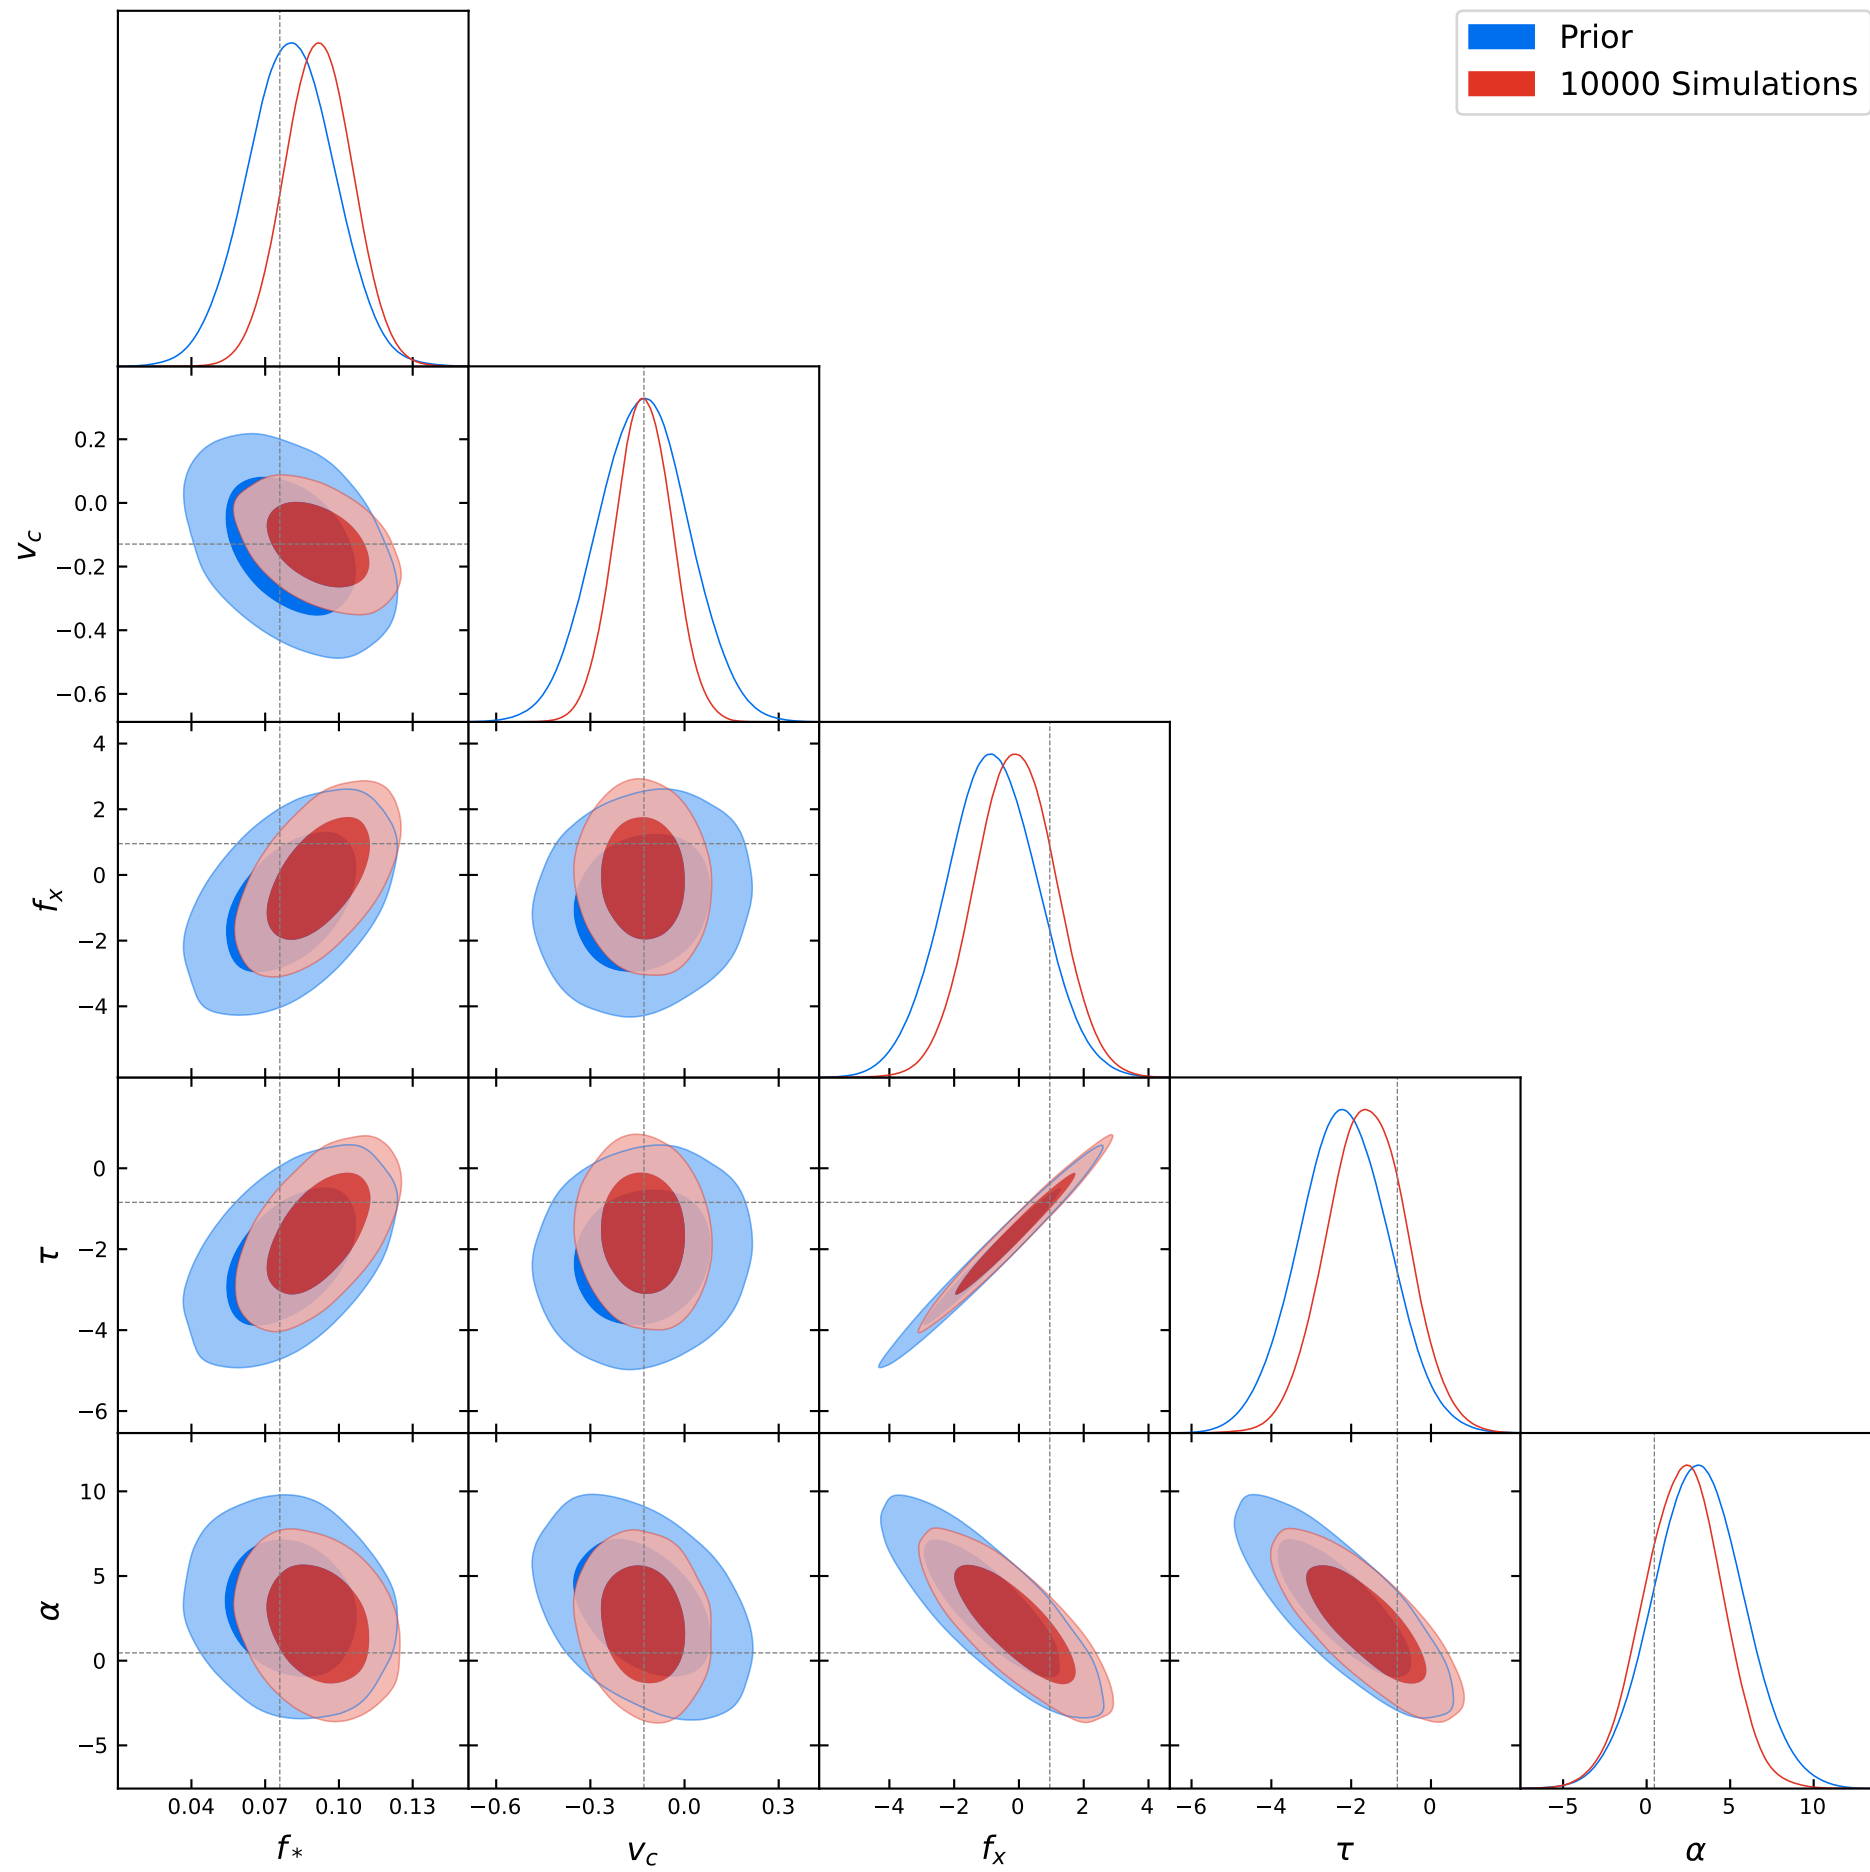 Prior
10000 Simulations
0.2
0.0
−0.2
−0.4
−0.6
v_c
4
2
0
−2
−4
f_x
0
−2
−4
−6
τ
10
5
0
−5
α
0.04 0.07 0.10 0.13 −0.6 −0.3 0.0 0.3 −4 −2 0 2 4 −6 −4 −2 0 −5 0 5 10
f_* v_c f_x τ α